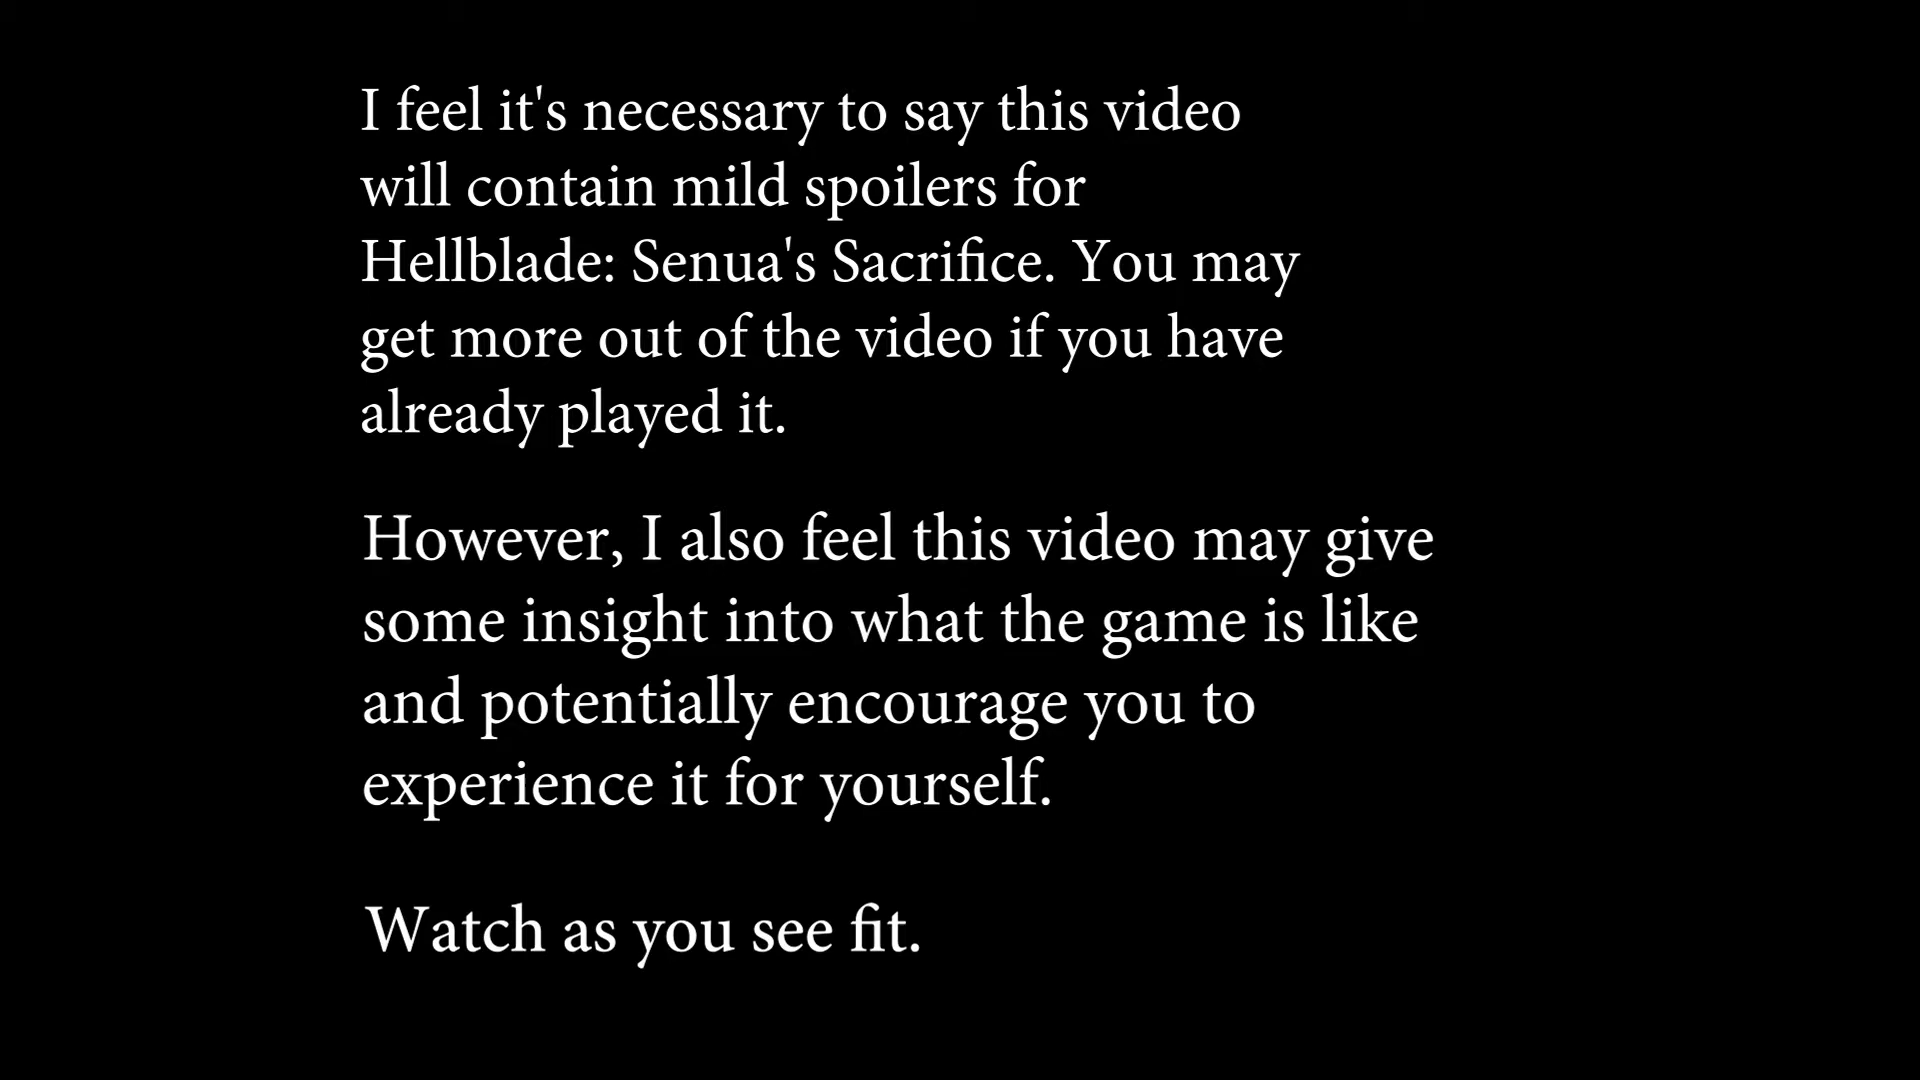 I feel it's necessary to say this video
will contain mild spoilers for
Hellblade: Senua's Sacrifice. You may
get more out of the video if you have
already played it.
However, I also feel this video may give
some insight into what the game is like
and potentially encourage you to
experience it for yourself.
Watch as you see fit.